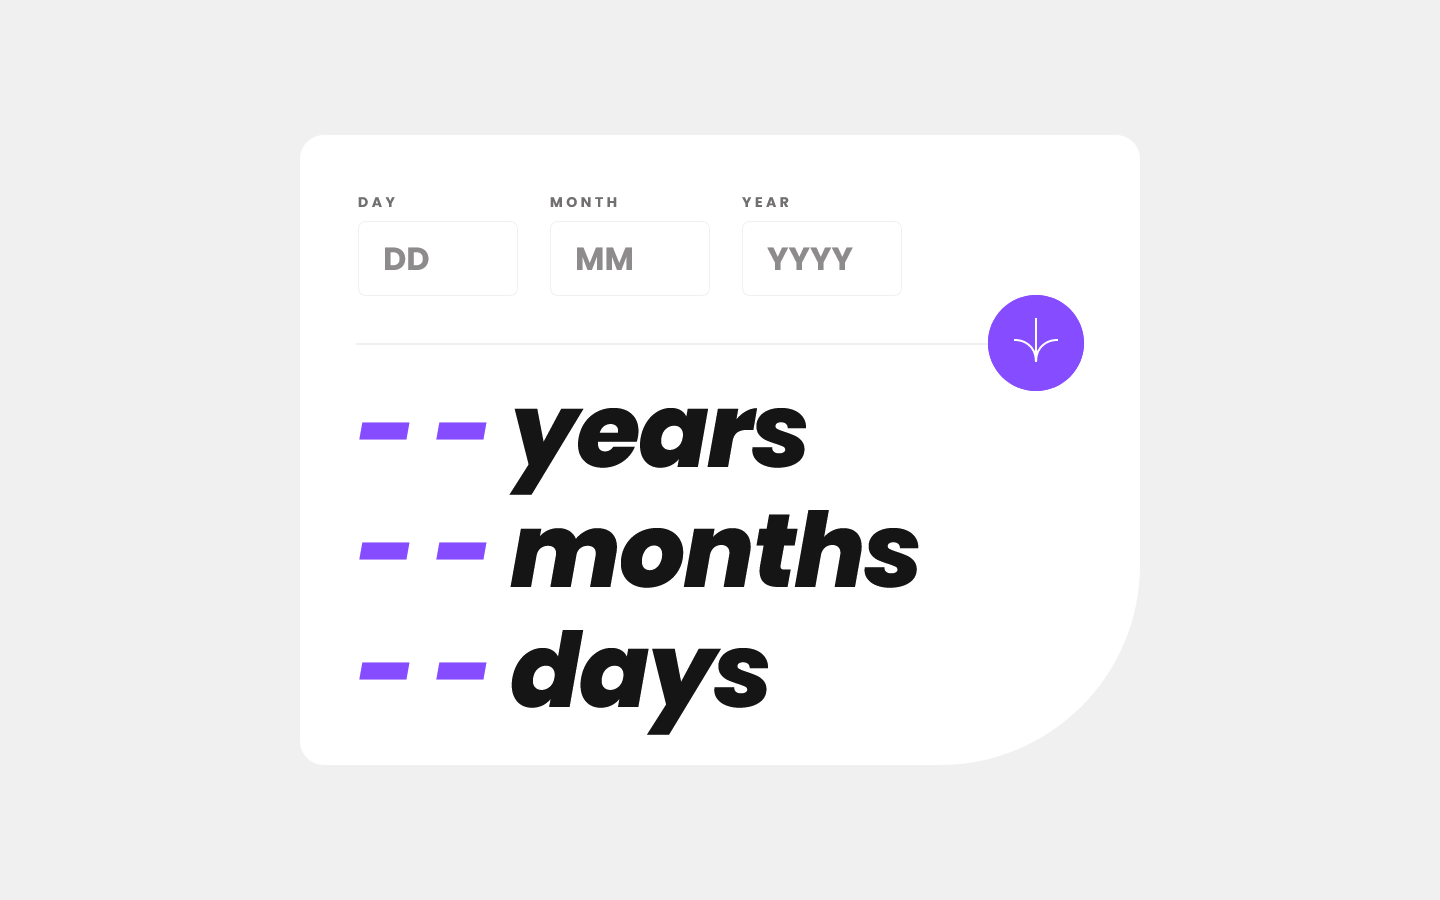 DAY MONTH YEAR
DD MM YYYY
- - years
- - months
- - days